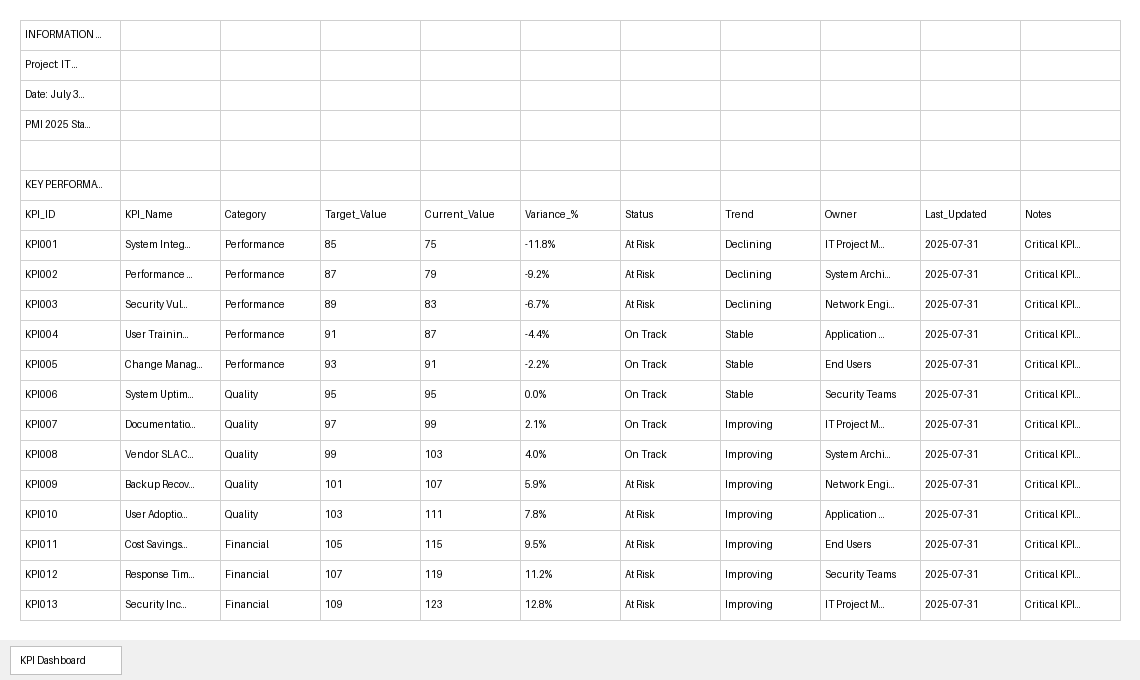 INFORMATION ...
Project: IT ...
Date: July 3...
PMI 2025 Sta...
KEY PERFORMA...
KPI_ID KPI_Name Category Target_Value Current_Value Variance_% Status Trend Owner Last_Updated Notes
KPI001 System Integ... Performance 85 75 -11.8% At Risk Declining IT Project M... 2025-07-31 Critical KPI...
KPI002 Performance ... Performance 87 79 -9.2% At Risk Declining System Archi... 2025-07-31 Critical KPI...
KPI003 Security Vul... Performance 89 83 -6.7% At Risk Declining Network Engi... 2025-07-31 Critical KPI...
KPI004 User Trainin... Performance 91 87 -4.4% On Track Stable Application ... 2025-07-31 Critical KPI...
KPI005 Change Manag... Performance 93 91 -2.2% On Track Stable End Users 2025-07-31 Critical KPI...
KPI006 System Uptim... Quality 95 95 0.0% On Track Stable Security Teams 2025-07-31 Critical KPI...
KPI007 Documentatio... Quality 97 99 2.1% On Track Improving IT Project M... 2025-07-31 Critical KPI...
KPI008 Vendor SLA C... Quality 99 103 4.0% On Track Improving System Archi... 2025-07-31 Critical KPI...
KPI009 Backup Recov... Quality 101 107 5.9% At Risk Improving Network Engi... 2025-07-31 Critical KPI...
KPI010 User Adoptio... Quality 103 111 7.8% At Risk Improving Application ... 2025-07-31 Critical KPI...
KPI011 Cost Savings... Financial 105 115 9.5% At Risk Improving End Users 2025-07-31 Critical KPI...
KPI012 Response Tim... Financial 107 119 11.2% At Risk Improving Security Teams 2025-07-31 Critical KPI...
KPI013 Security Inc... Financial 109 123 12.8% At Risk Improving IT Project M... 2025-07-31 Critical KPI...
KPI Dashboard